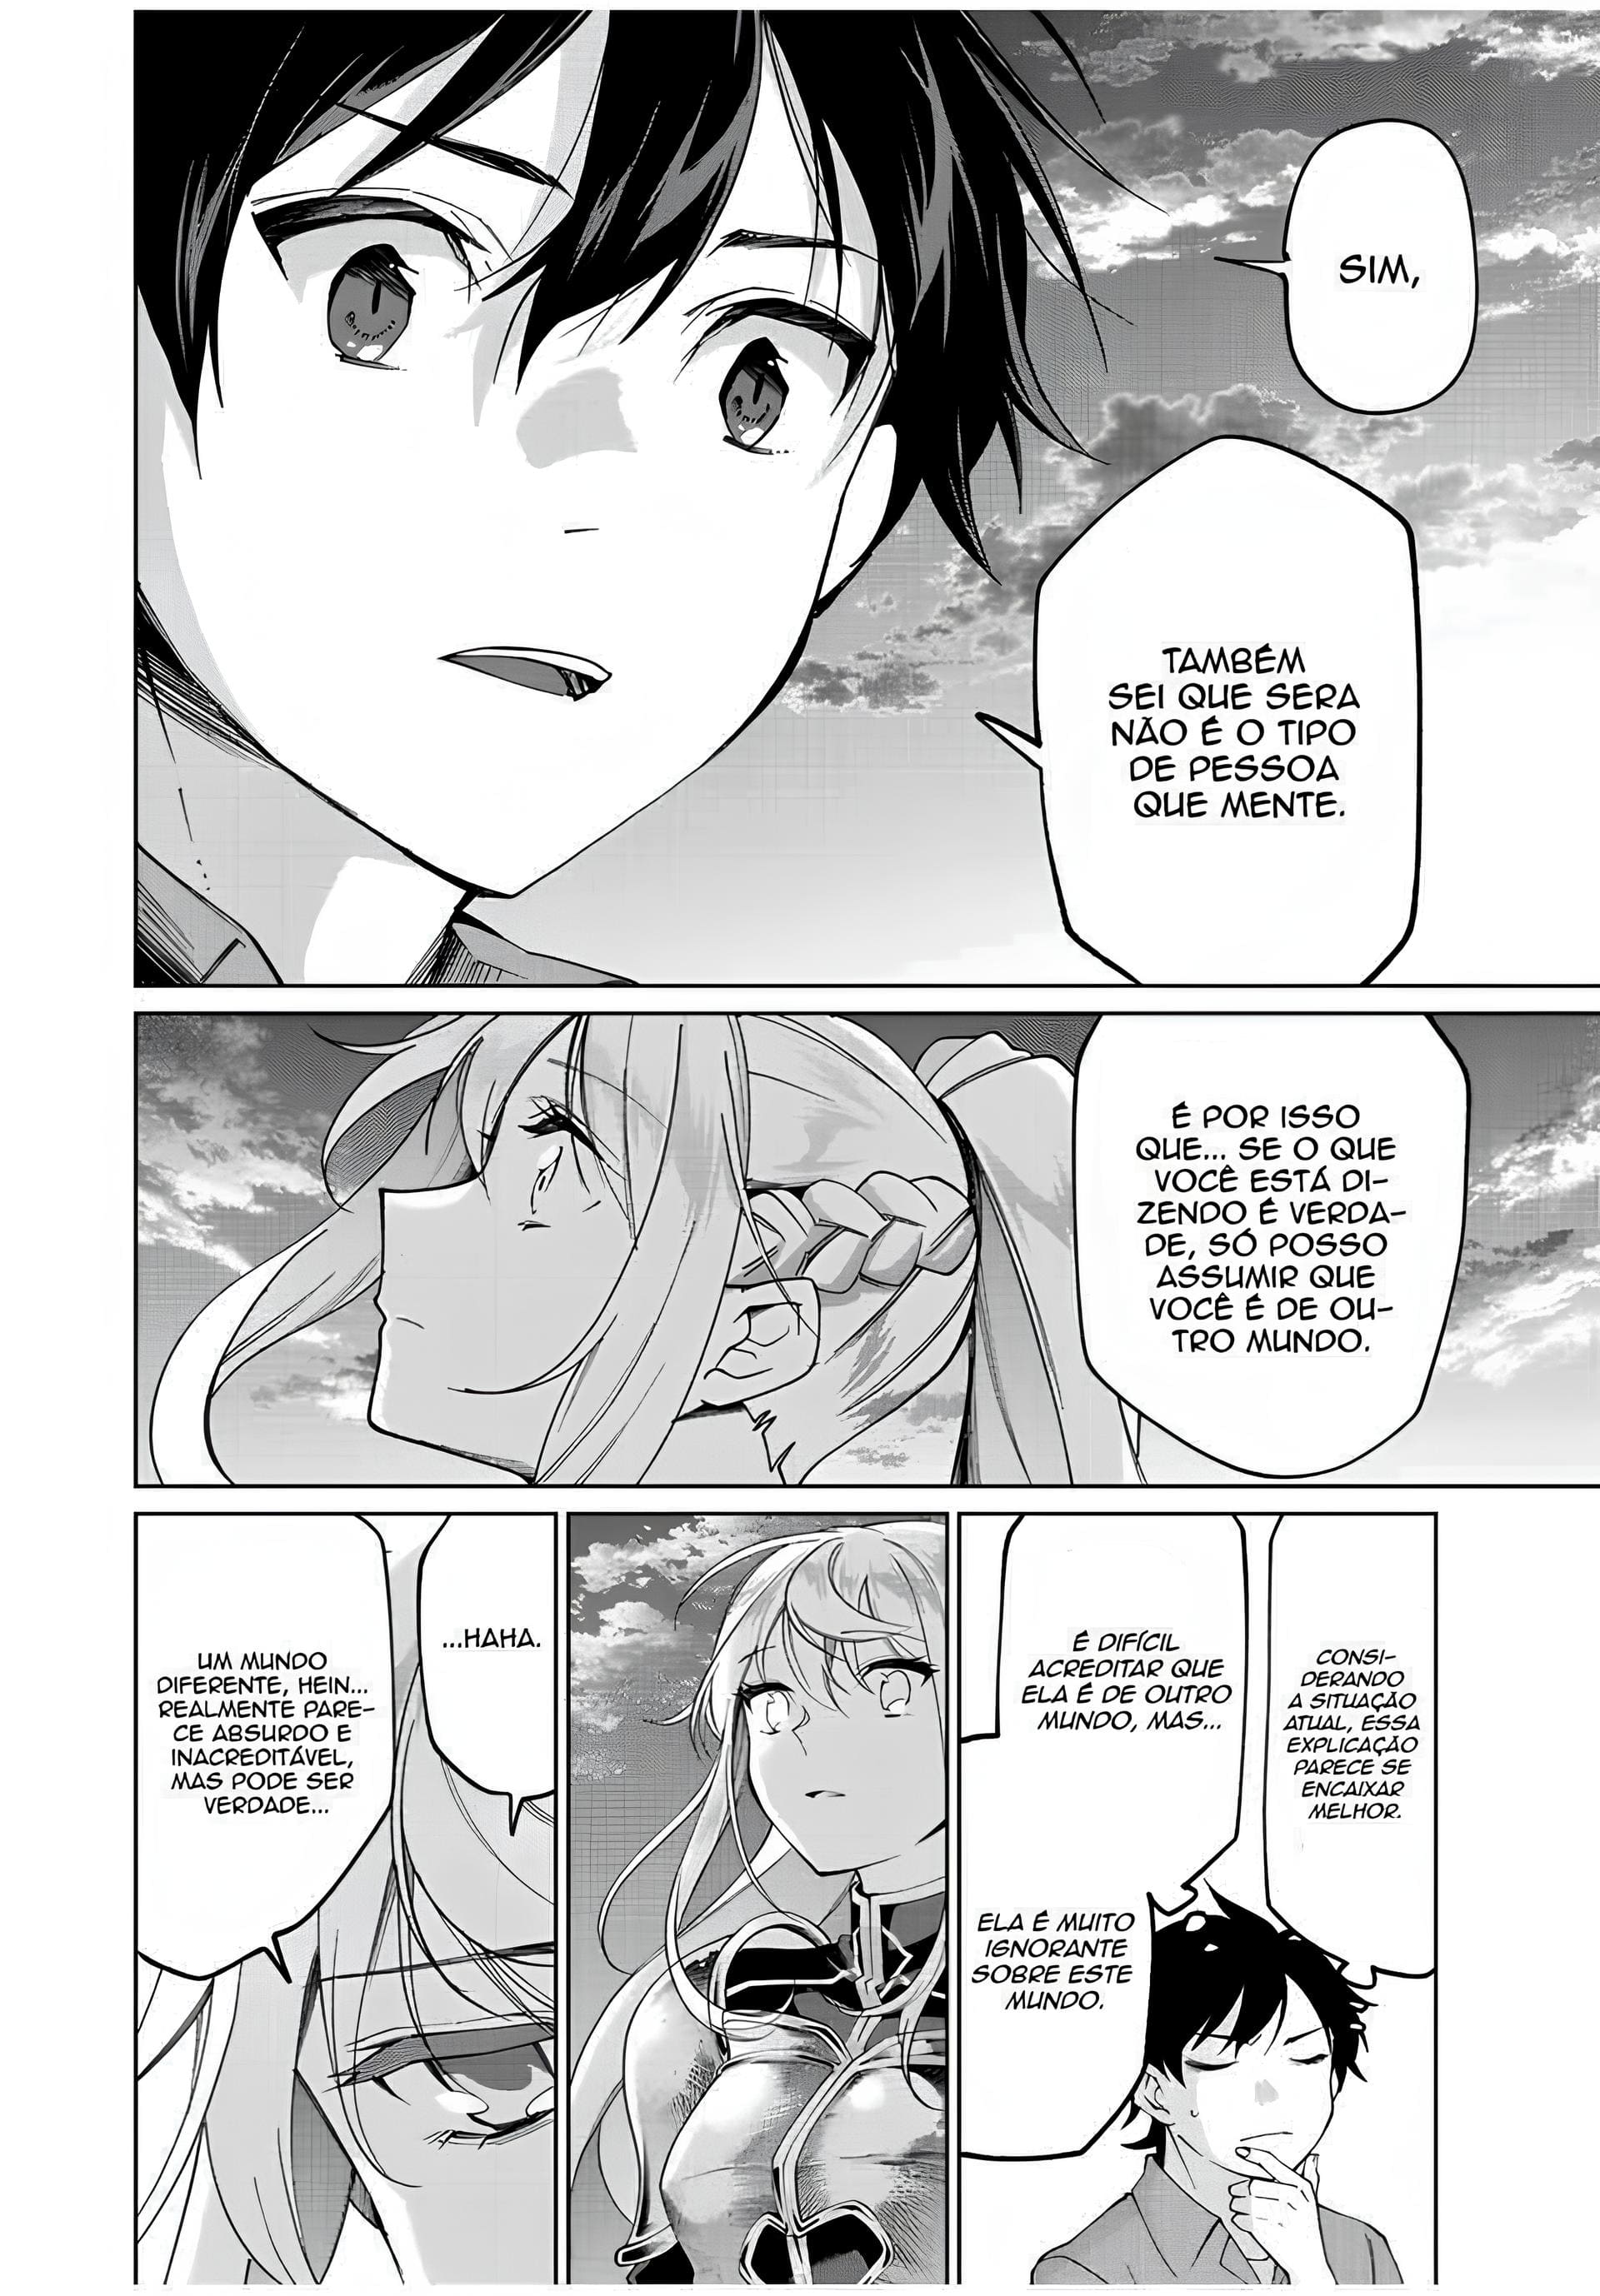 SIM,
TAMBÉM
SEI QUE SERA
NÃO É O TIPO
DE PESSOA
QUE MENTE.
É POR ISSO
QUE... SE O QUE
VOCÊ ESTÁ DI-
ZENDO É VERDA-
DE, SÓ POSSO
ASSUMIR QUE
VOCÊ É DE OU-
TRO MUNDO.
CONSI-
DERANDO
A SITUAÇÃO
ATUAL, ESSA
EXPLICAÇÃO
PARECE SE
ENCAIXAR
MELHOR.
É DIFÍCIL
ACREDITAR QUE
ELA É DE OUTRO
MUNDO, MAS...
ELA É MUITO
IGNORANTE
SOBRE ESTE
MUNDO.
...HAHA.
UM MUNDO
DIFERENTE, HEIN...
REALMENTE PARE-
CE ABSURDO E
INACREDITÁVEL,
MAS PODE SER
VERDADE...